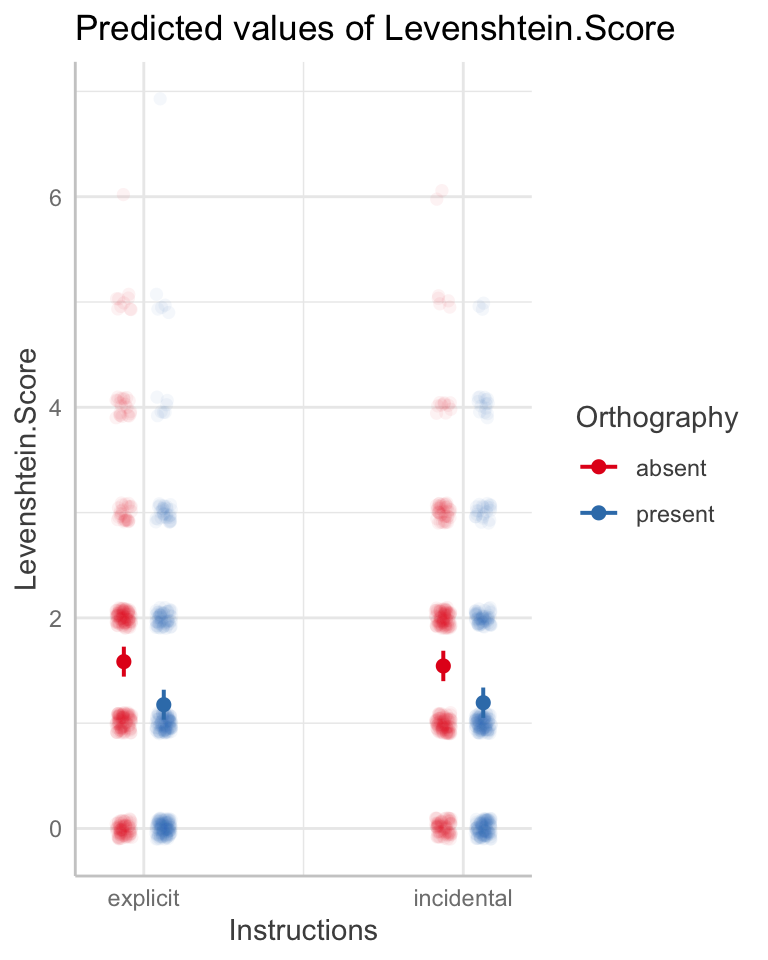 Predicted values of Levenshtein.Score
6
4
2
0
Levenshtein.Score
explicit
incidental
Instructions
Orthography
absent
present